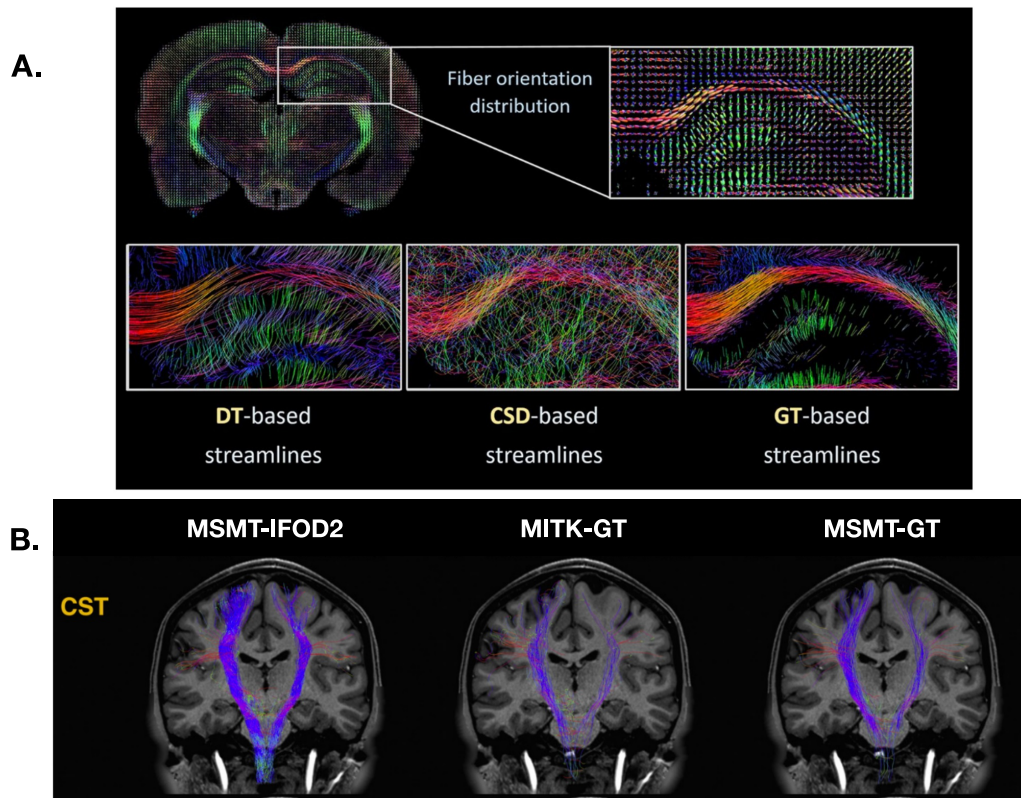 A.
Fiber orientation
distribution
DT-based
streamlines
CSD-based
streamlines
GT-based
streamlines
B.
MSMT-IFOD2
MITK-GT
MSMT-GT
CST